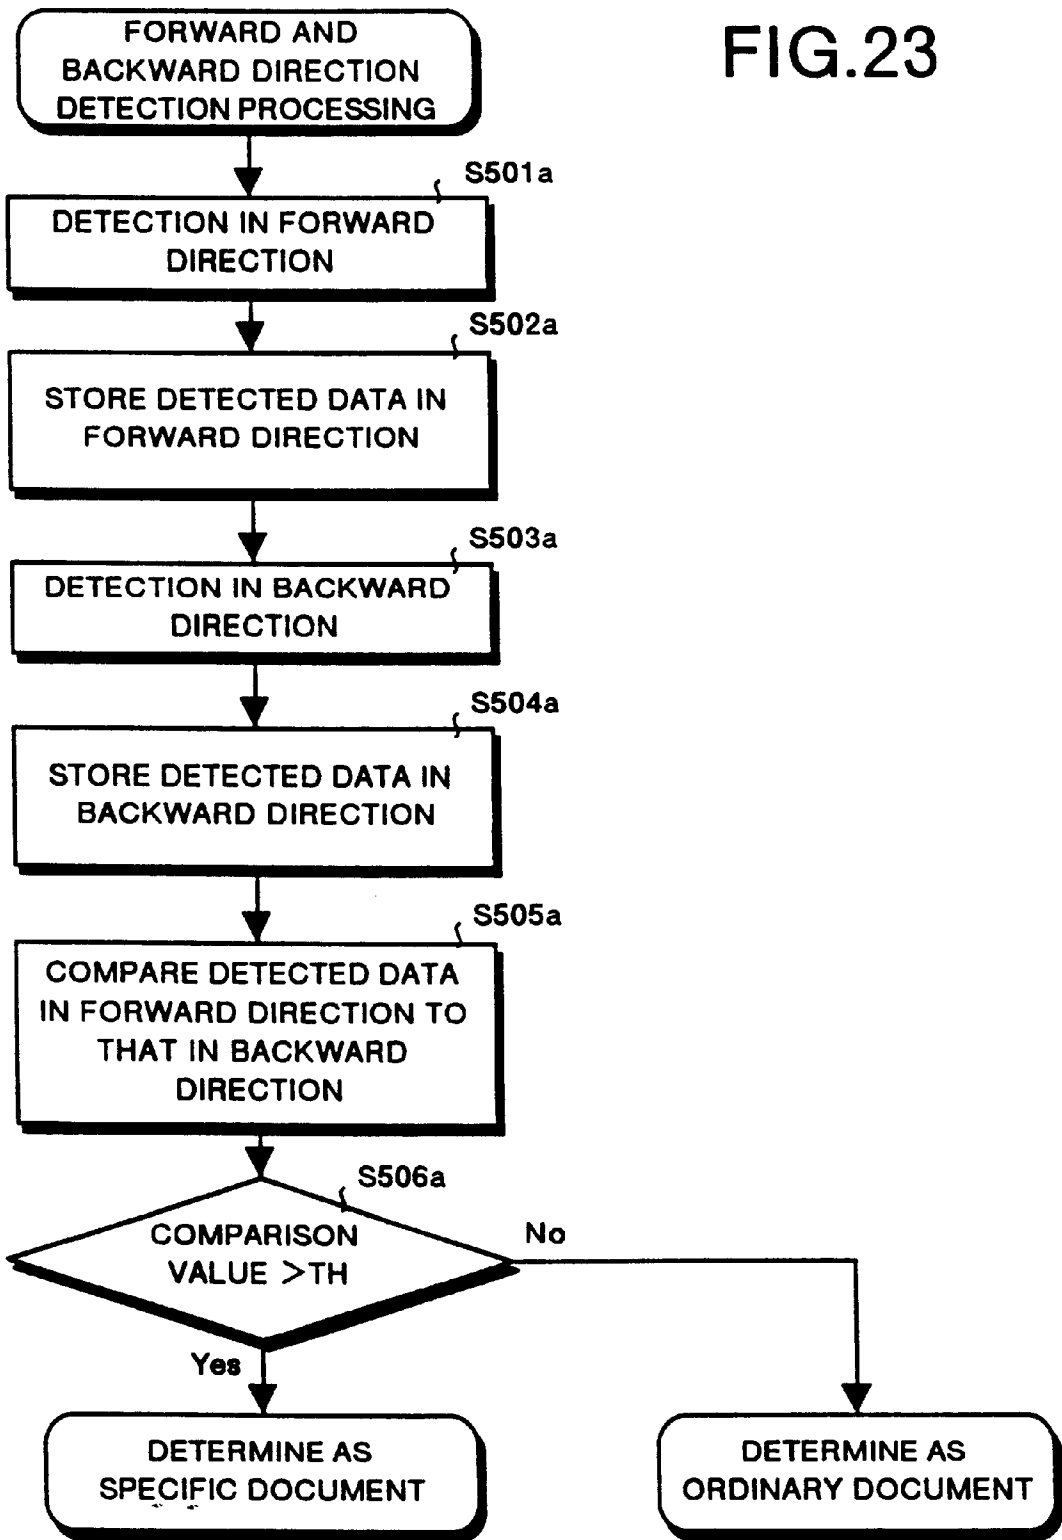 FIG.23
FORWARD AND
BACKWARD DIRECTION
DETECTION PROCESSING
S501a
DETECTION IN FORWARD
DIRECTION
S502a
STORE DETECTED DATA IN
FORWARD DIRECTION
S503a
DETECTION IN BACKWARD
DIRECTION
S504a
STORE DETECTED DATA IN
BACKWARD DIRECTION
S505a
COMPARE DETECTED DATA
IN FORWARD DIRECTION TO
THAT IN BACKWARD
DIRECTION
S506a
COMPARISON
VALUE >TH
No
Yes
DETERMINE AS
SPECIFIC DOCUMENT
DETERMINE AS
ORDINARY DOCUMENT